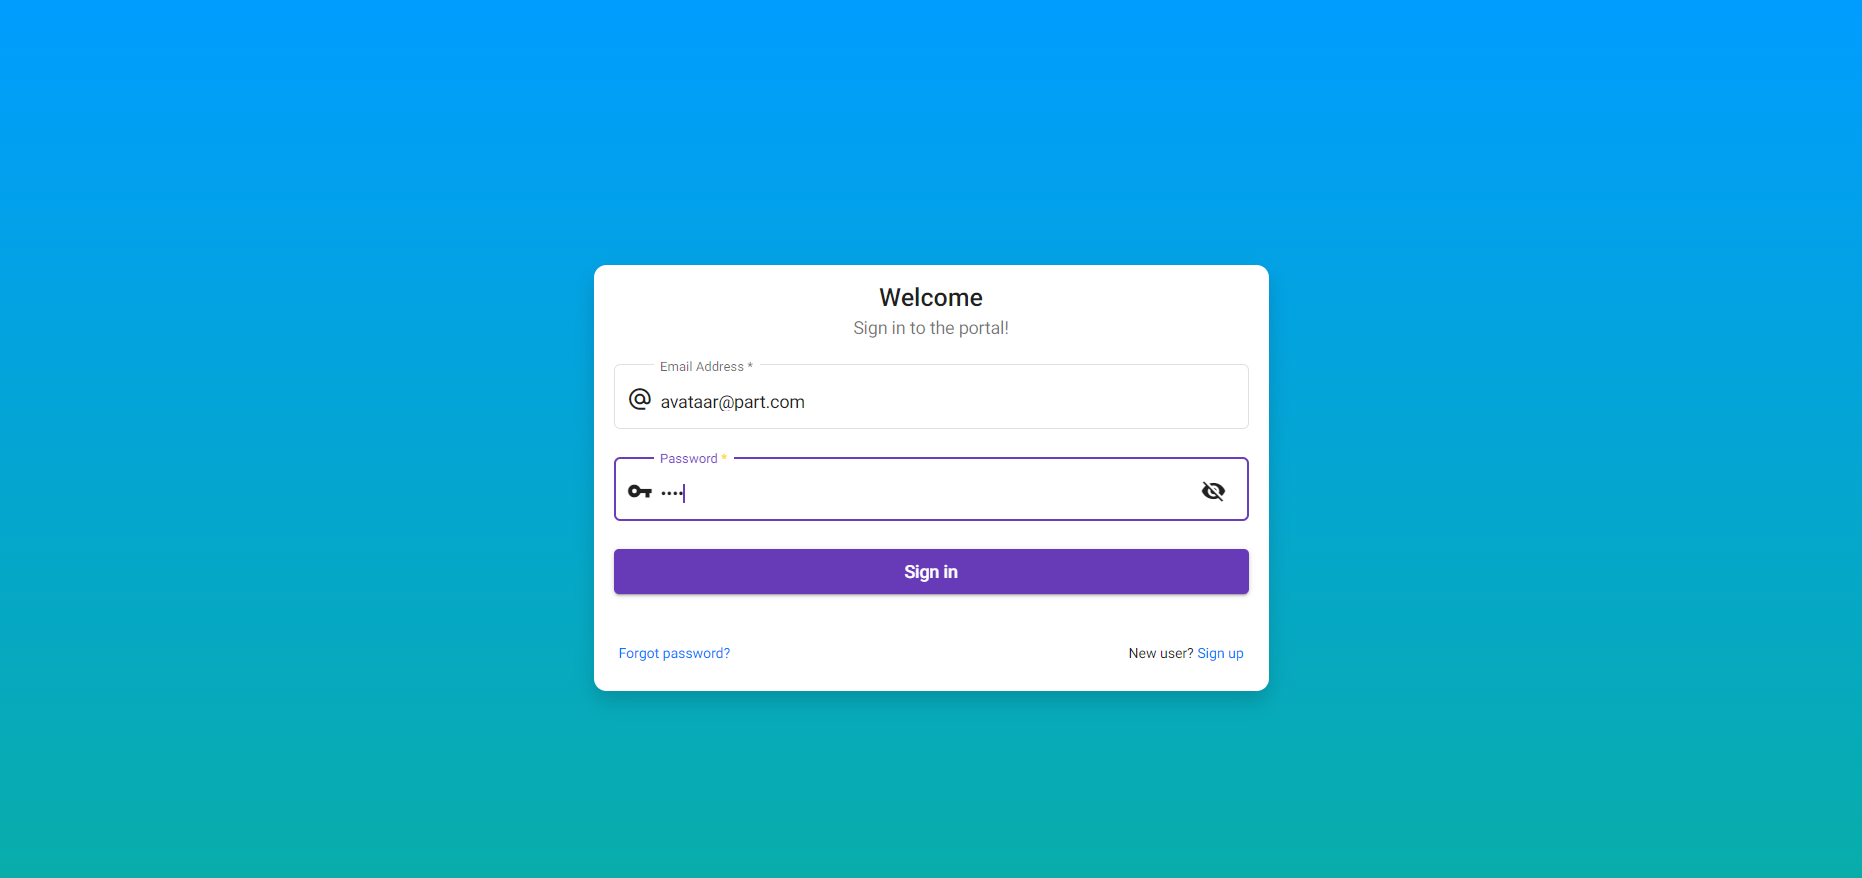 Welcome
Sign in to the portal!
Email Address *
avataar@part.com
Password *
••••
Sign in
Forgot password?
New user? Sign up